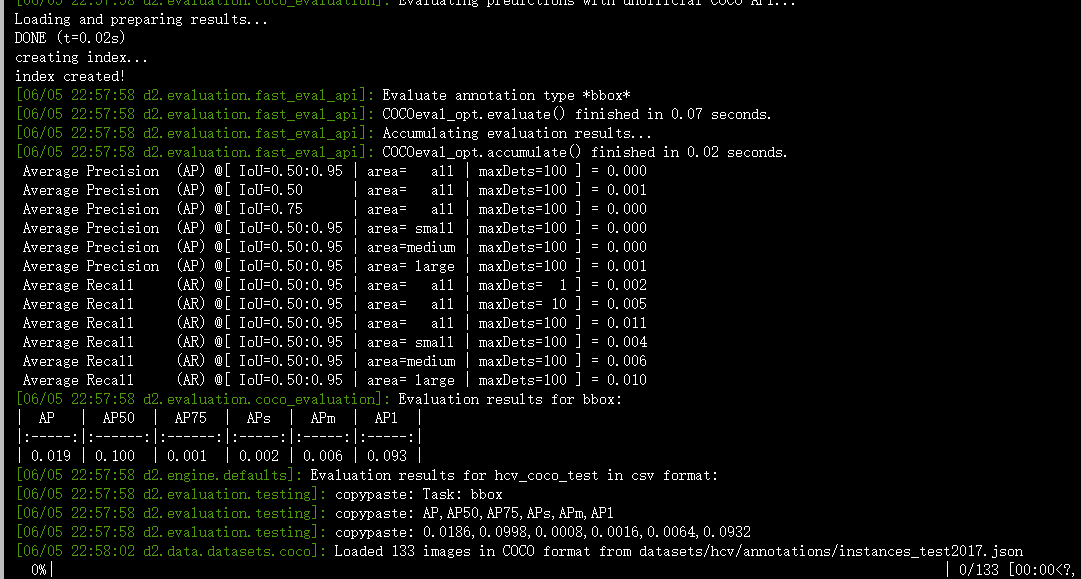 [06/05 22:57:58 d2.evaluation.coco_evaluation]: Evaluating predictions with unofficial COCO API...
Loading and preparing results...
DONE (t=0.02s)
creating index...
index created!
[06/05 22:57:58 d2.evaluation.fast_eval_api]: Evaluate annotation type *bbox*
[06/05 22:57:58 d2.evaluation.fast_eval_api]: COCOeval_opt.evaluate() finished in 0.07 seconds.
[06/05 22:57:58 d2.evaluation.fast_eval_api]: Accumulating evaluation results...
[06/05 22:57:58 d2.evaluation.fast_eval_api]: COCOeval_opt.accumulate() finished in 0.02 seconds.
Average Precision  (AP) @[ IoU=0.50:0.95 | area=   all | maxDets=100 ] = 0.000
Average Precision  (AP) @[ IoU=0.50      | area=   all | maxDets=100 ] = 0.001
Average Precision  (AP) @[ IoU=0.75      | area=   all | maxDets=100 ] = 0.000
Average Precision  (AP) @[ IoU=0.50:0.95 | area= small | maxDets=100 ] = 0.000
Average Precision  (AP) @[ IoU=0.50:0.95 | area=medium | maxDets=100 ] = 0.000
Average Precision  (AP) @[ IoU=0.50:0.95 | area= large | maxDets=100 ] = 0.001
Average Recall     (AR) @[ IoU=0.50:0.95 | area=   all | maxDets=  1 ] = 0.002
Average Recall     (AR) @[ IoU=0.50:0.95 | area=   all | maxDets= 10 ] = 0.005
Average Recall     (AR) @[ IoU=0.50:0.95 | area=   all | maxDets=100 ] = 0.011
Average Recall     (AR) @[ IoU=0.50:0.95 | area= small | maxDets=100 ] = 0.004
Average Recall     (AR) @[ IoU=0.50:0.95 | area=medium | maxDets=100 ] = 0.006
Average Recall     (AR) @[ IoU=0.50:0.95 | area= large | maxDets=100 ] = 0.010
[06/05 22:57:58 d2.evaluation.coco_evaluation]: Evaluation results for bbox:
|  AP   |  AP50  |  AP75  |  APs  |  APm  |  APl  |
|:-----:|:------:|:------:|:-----:|:-----:|:-----:|
| 0.019 | 0.100  | 0.001  | 0.002 | 0.006 | 0.093 |
[06/05 22:57:58 d2.engine.defaults]: Evaluation results for hcv_coco_test in csv format:
[06/05 22:57:58 d2.evaluation.testing]: copypaste: Task: bbox
[06/05 22:57:58 d2.evaluation.testing]: copypaste: AP,AP50,AP75,APs,APm,APl
[06/05 22:57:58 d2.evaluation.testing]: copypaste: 0.0186,0.0998,0.0008,0.0016,0.0064,0.0932
[06/05 22:58:02 d2.data.datasets.coco]: Loaded 133 images in COCO format from datasets/hcv/annotations/instances_test2017.json
0%| | 0/133 [00:00<?,